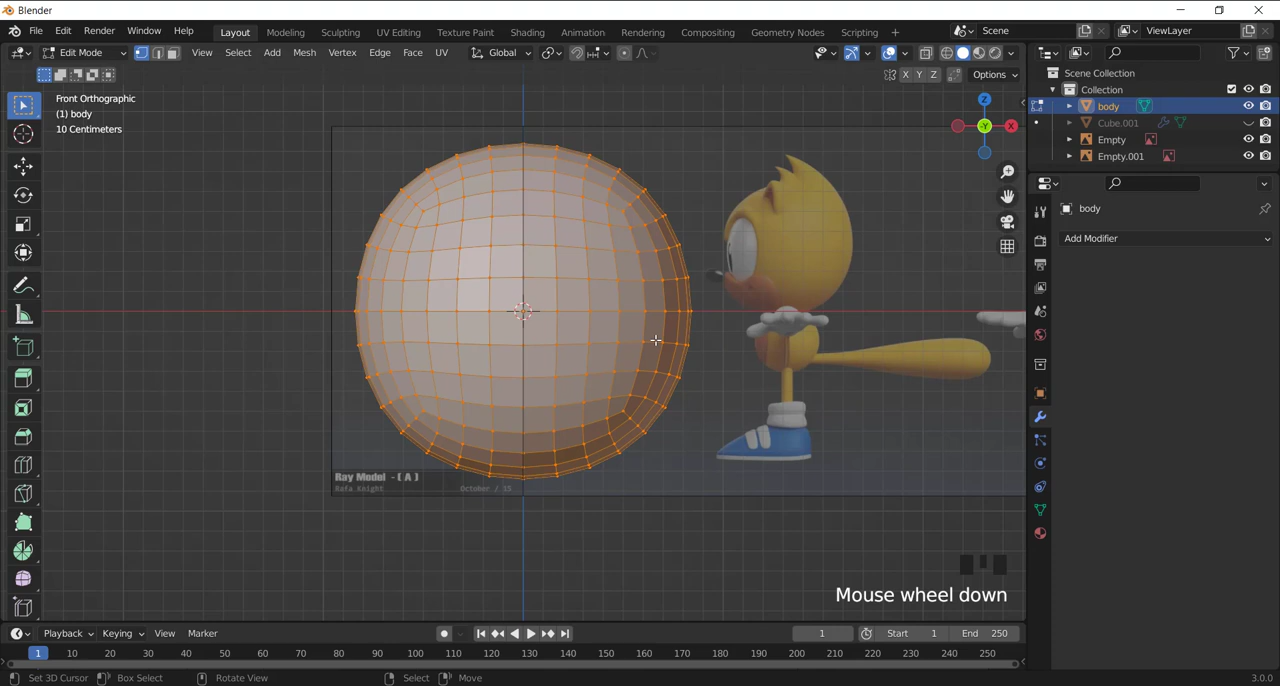 Blender
File Edit Render Window Help Layout Modeling Sculpting UV Editing Texture Paint Shading Animation Rendering Compositing Geometry Nodes Scripting + Scene ViewLayer
Edit Mode View Select Add Mesh Vertex Edge Face UV Global
X Y Z Options
Scene Collection
Collection
body
Cube.001
Empty
Empty.001
Front Orthographic
(1) body
10 Centimeters
Z
-Y X
body
Add Modifier
Ray Model - [ A ]
Rafa Knight October / 15
Mouse wheel down
Playback Keying View Marker 1 Start 1 End 250
1 10 20 30 40 50 60 70 80 90 100 110 120 130 140 150 160 170 180 190 200 210 220 230 240 250
Set 3D Cursor Box Select Rotate View Select Move 3.0.0